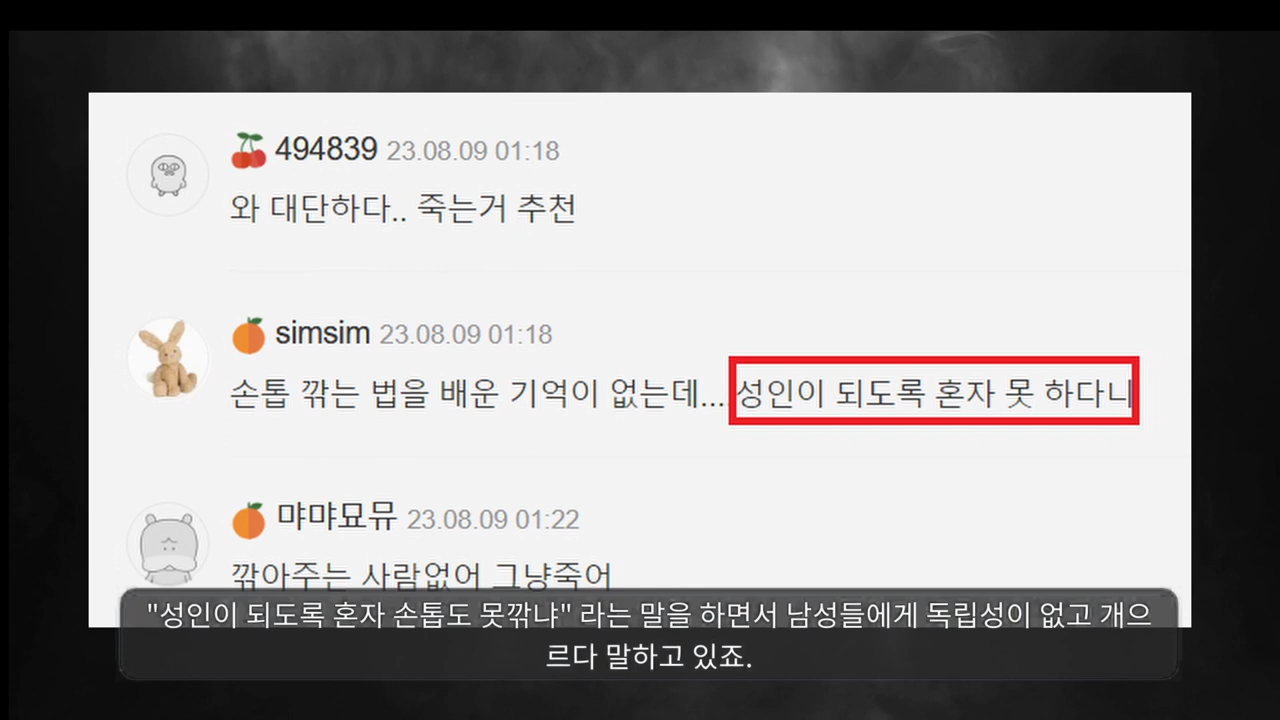 494839 23.08.09 01:18
와 대단하다.. 죽는거 추천
simsim 23.08.09 01:18
손톱 깎는 법을 배운 기억이 없는데....성인이 되도록 혼자 못 하다니
먀먀묘뮤 23.08.09 01:22
깎아주는 사람없어 그냥죽어
"성인이 되도록 혼자 손톱도 못깎냐" 라는 말을 하면서 남성들에게 독립성이 없고 개으
르다 말하고 있죠.